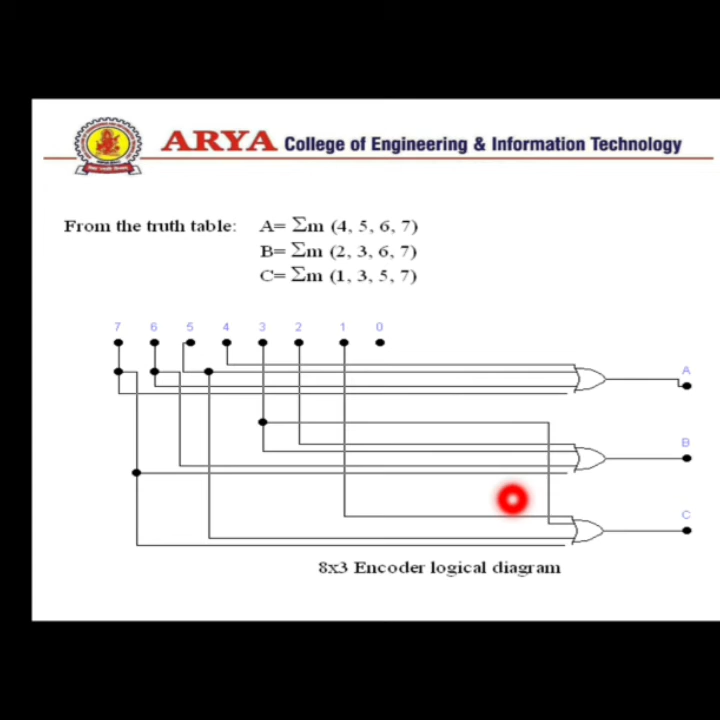 ARYA College of Engineering & Information Technology
From the truth table: A= Σm (4, 5, 6, 7)
B= Σm (2, 3, 6, 7)
C= Σm (1, 3, 5, 7)
7 6 5 4 3 2 1 0
A
B
C
8x3 Encoder logical diagram